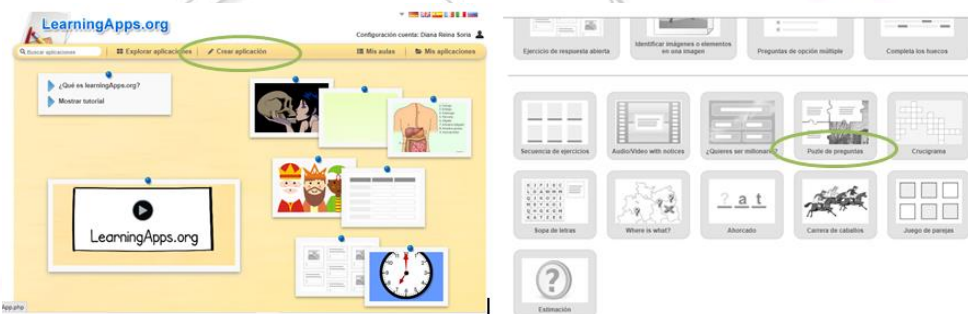 LearningApps.org
Configuración cuenta: Diana Reina Soria
Buscar aplicaciones
Explorar aplicaciones
Crear aplicación
Mis aulas
Mis aplicaciones
¿Qué es learningApps.org?
Mostrar tutorial
LearningApps.org
App.php
Ejercicio de respuesta abierta
Identificar imágenes o elementos
en una imagen
Preguntas de opción múltiple
Completa los huecos
Secuencia de ejercicios
Audio/Video with notices
¿Quieres ser millonario?
Puzle de preguntas
Crucigrama
? a t
Sopa de letras
Where is what?
Ahorcado
Carrera de caballos
Juego de parejas
?
Estimación